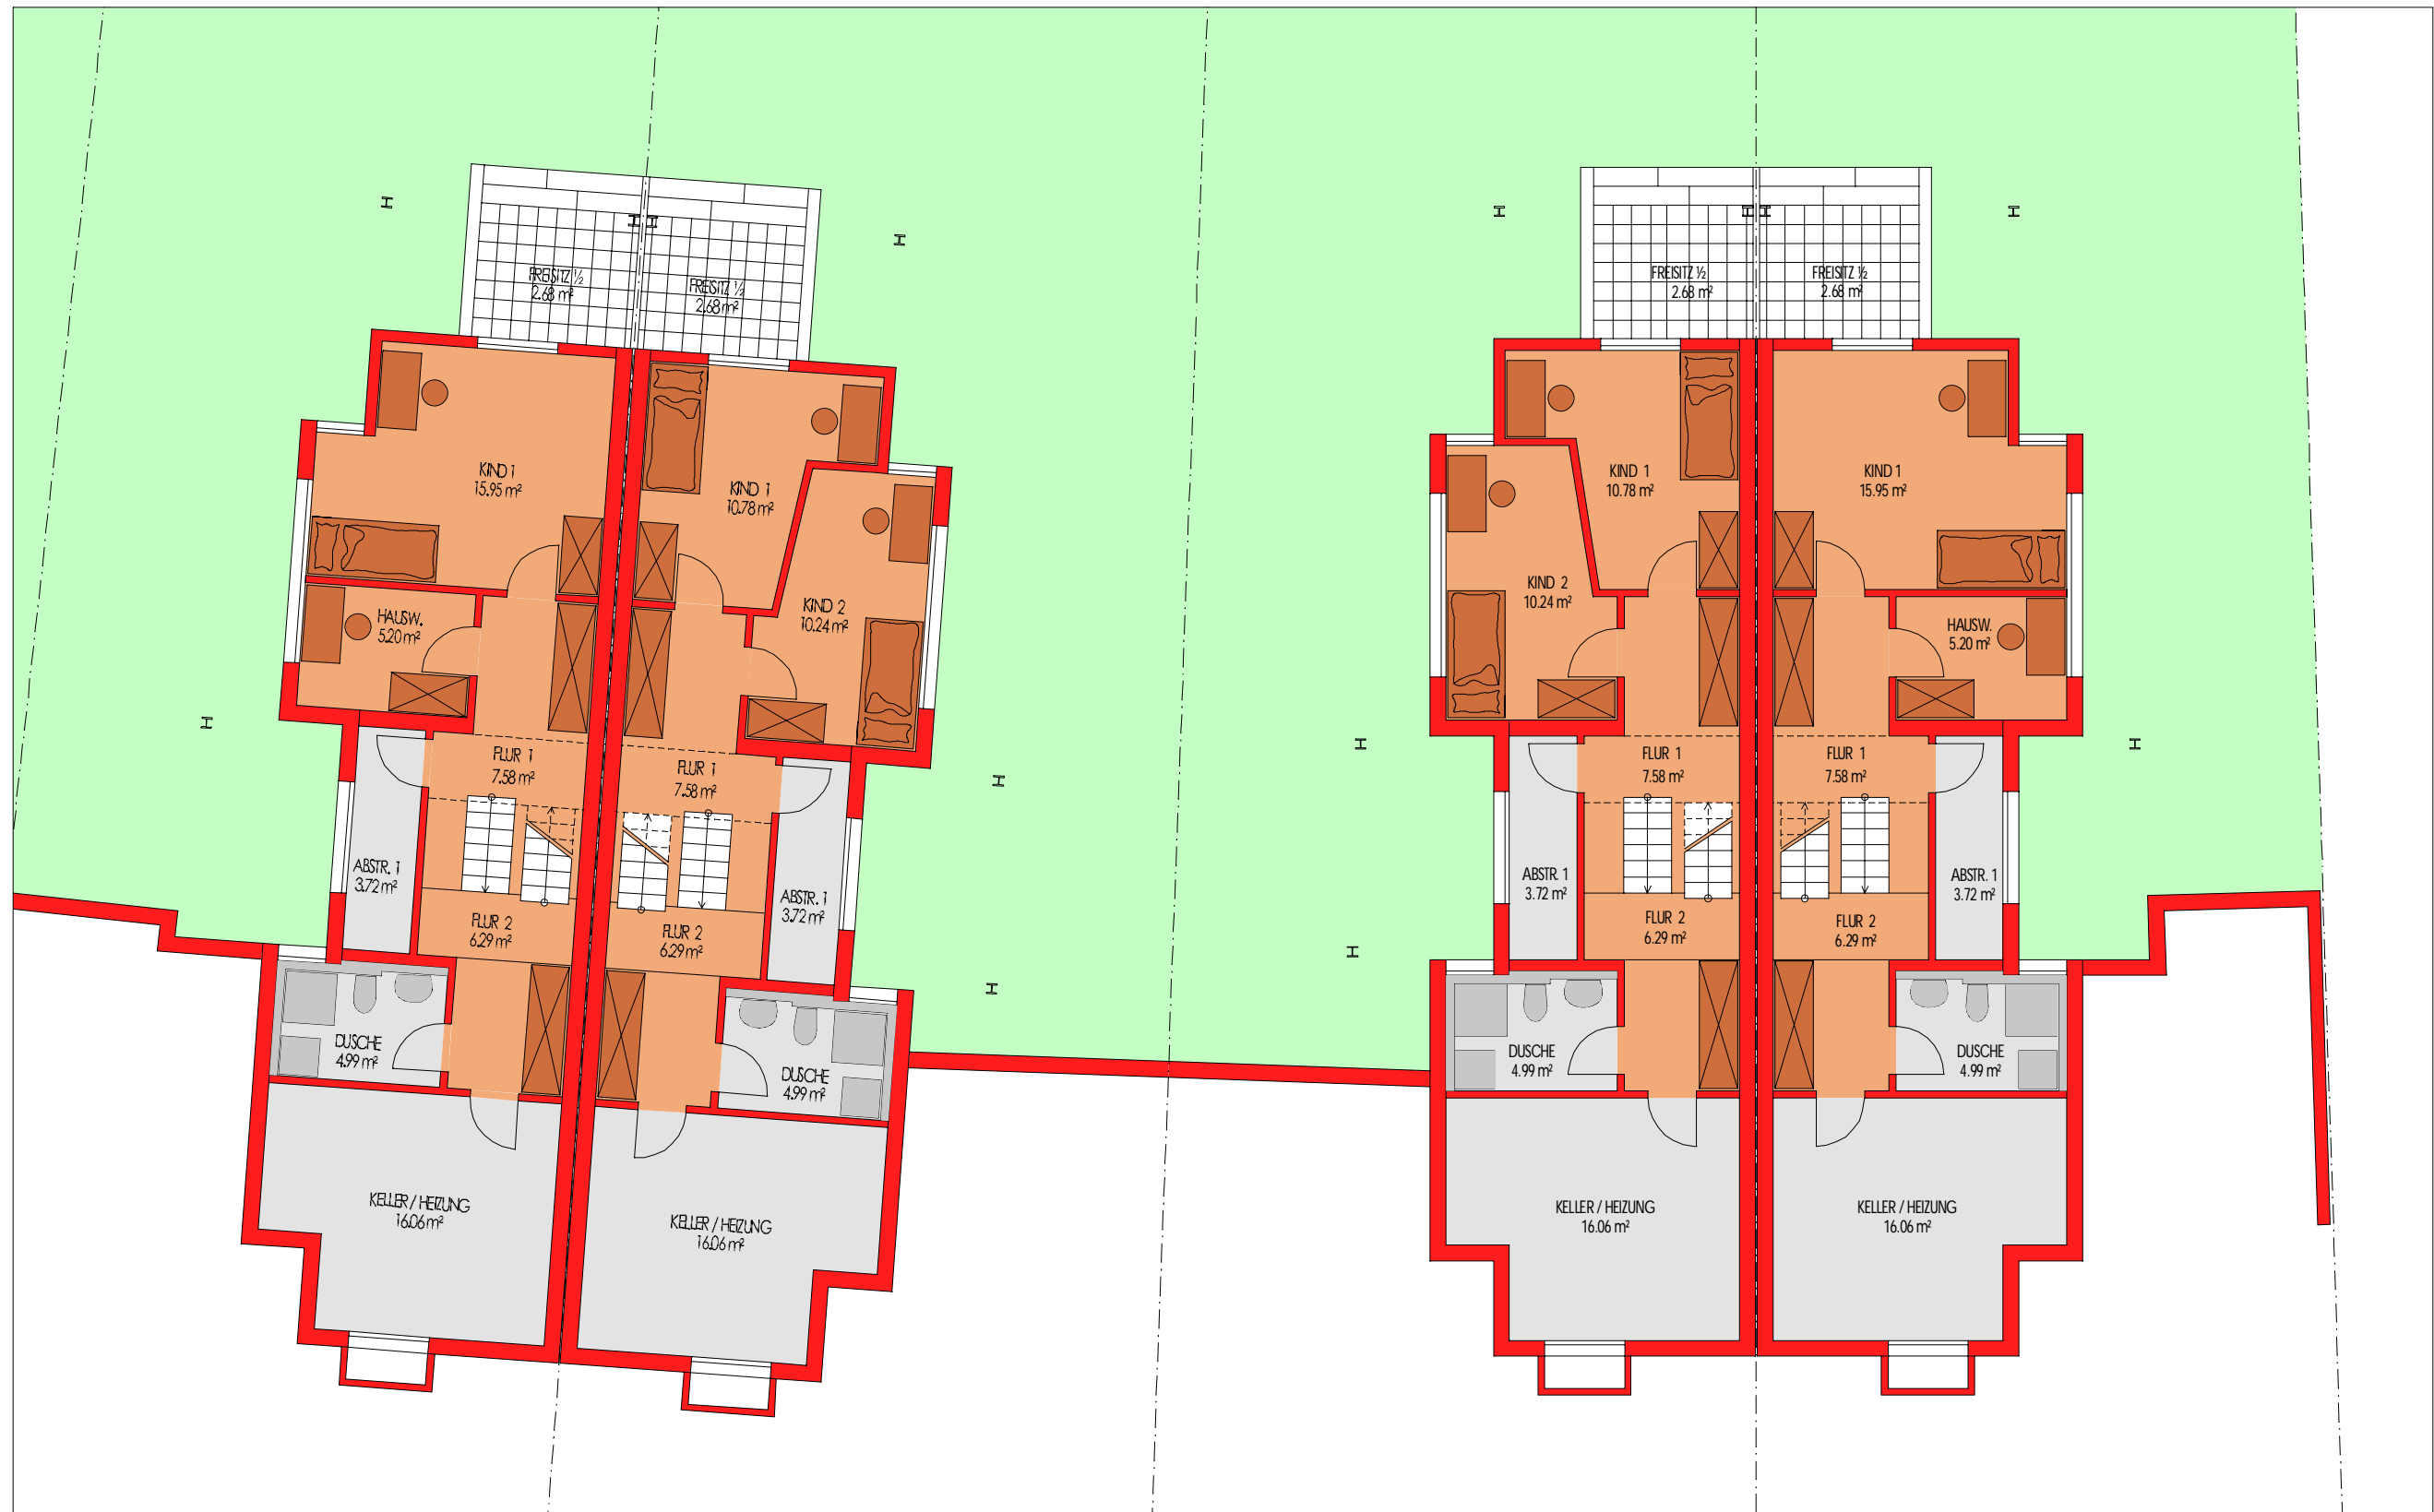 FREISITZ ½
2.68 m²
FREISITZ ½
2.68 m²
KIND 1
15.95 m²
KIND 1
10.78 m²
HAUSW.
5.20 m²
KIND 2
10.24 m²
FLUR 1
7.58 m²
FLUR 1
7.58 m²
ABSTR. 1
3.72 m²
ABSTR. 1
3.72 m²
FLUR 2
6.29 m²
FLUR 2
6.29 m²
DUSCHE
4.99 m²
DUSCHE
4.99 m²
KELLER / HEIZUNG
16.06 m²
KELLER / HEIZUNG
16.06 m²
FREISITZ ½
2.68 m²
FREISITZ ½
2.68 m²
KIND 1
10.78 m²
KIND 1
15.95 m²
KIND 2
10.24 m²
HAUSW.
5.20 m²
FLUR 1
7.58 m²
FLUR 1
7.58 m²
ABSTR. 1
3.72 m²
ABSTR. 1
3.72 m²
FLUR 2
6.29 m²
FLUR 2
6.29 m²
DUSCHE
4.99 m²
DUSCHE
4.99 m²
KELLER / HEIZUNG
16.06 m²
KELLER / HEIZUNG
16.06 m²